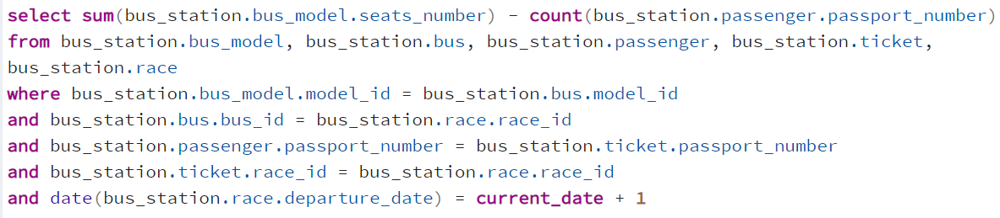 select sum(bus_station.bus_model.seats_number) - count(bus_station.passenger.passport_number)
from bus_station.bus_model, bus_station.bus, bus_station.passenger, bus_station.ticket,
bus_station.race
where bus_station.bus_model.model_id = bus_station.bus.model_id
and bus_station.bus.bus_id = bus_station.race.race_id
and bus_station.passenger.passport_number = bus_station.ticket.passport_number
and bus_station.ticket.race_id = bus_station.race.race_id
and date(bus_station.race.departure_date) = current_date + 1